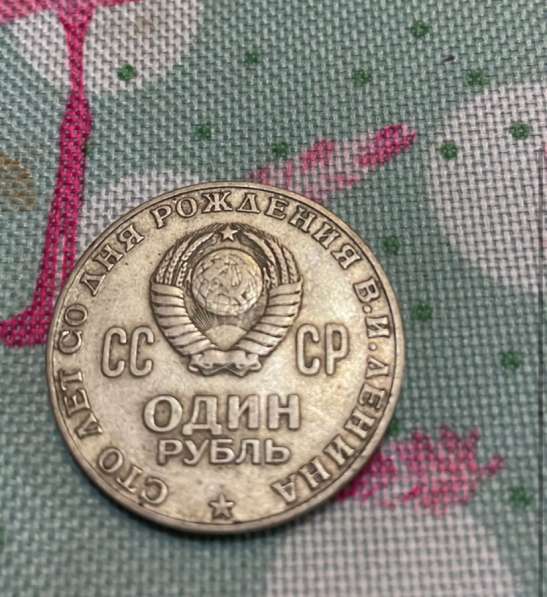 СТО ЛЕТ СО ДНЯ РОЖДЕНИЯ В.И.ЛЕНИНА
СС СР
ОДИН
РУБЛЬ